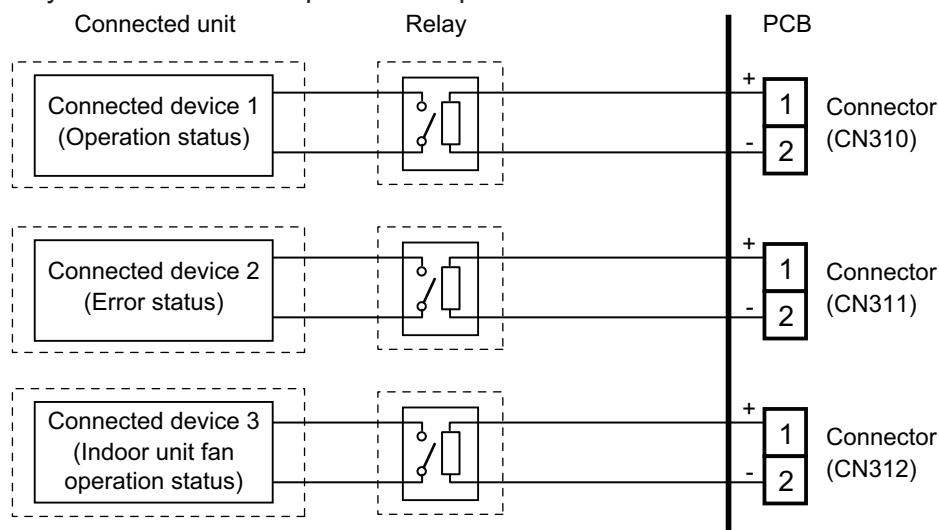 Connected unit Relay PCB
Connected device 1
(Operation status)
+
1
-
2
Connector
(CN310)
Connected device 2
(Error status)
+
1
-
2
Connector
(CN311)
Connected device 3
(Indoor unit fan
operation status)
+
1
-
2
Connector
(CN312)